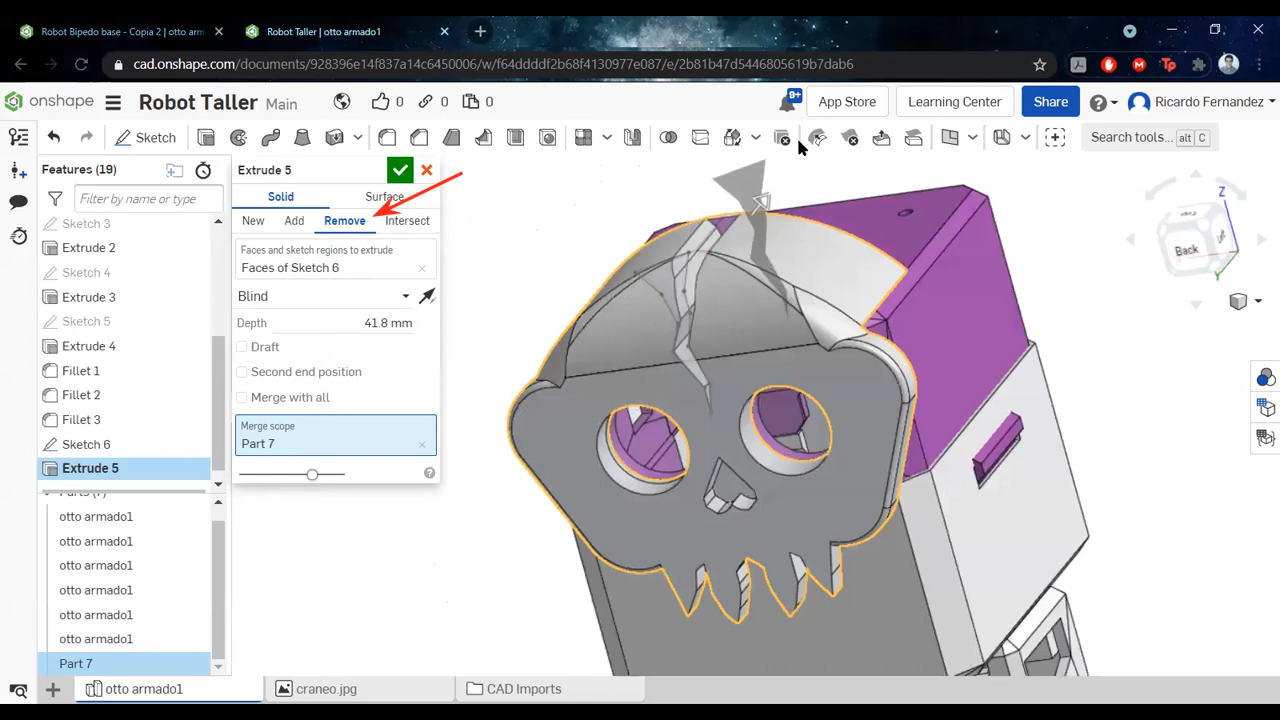 Robot Bipedo base - Copia 2 | otto arm
Robot Taller | otto armado1
cad.onshape.com/documents/928396e14f837a14c6450006/w/f64ddddf2b68f4130977e087/e/2b81b47d5446805619b7dab6
onshape
Robot Taller Main
0
0
0
9+
App Store
Learning Center
Share
Ricardo Fernandez
Sketch
Search tools...
alt
C
Features (19)
Filter by name or type
Sketch 3
Extrude 2
Sketch 4
Extrude 3
Sketch 5
Extrude 4
Fillet 1
Fillet 2
Fillet 3
Sketch 6
Extrude 5
Parts (7)
otto armado1
otto armado1
otto armado1
otto armado1
otto armado1
otto armado1
Part 7
Extrude 5
Solid
Surface
New
Add
Remove
Intersect
Faces and sketch regions to extrude
Faces of Sketch 6
Blind
Depth
41.8 mm
Draft
Second end position
Merge with all
Merge scope
Part 7
Z
Back
Left
Y
otto armado1
craneo.jpg
CAD Imports